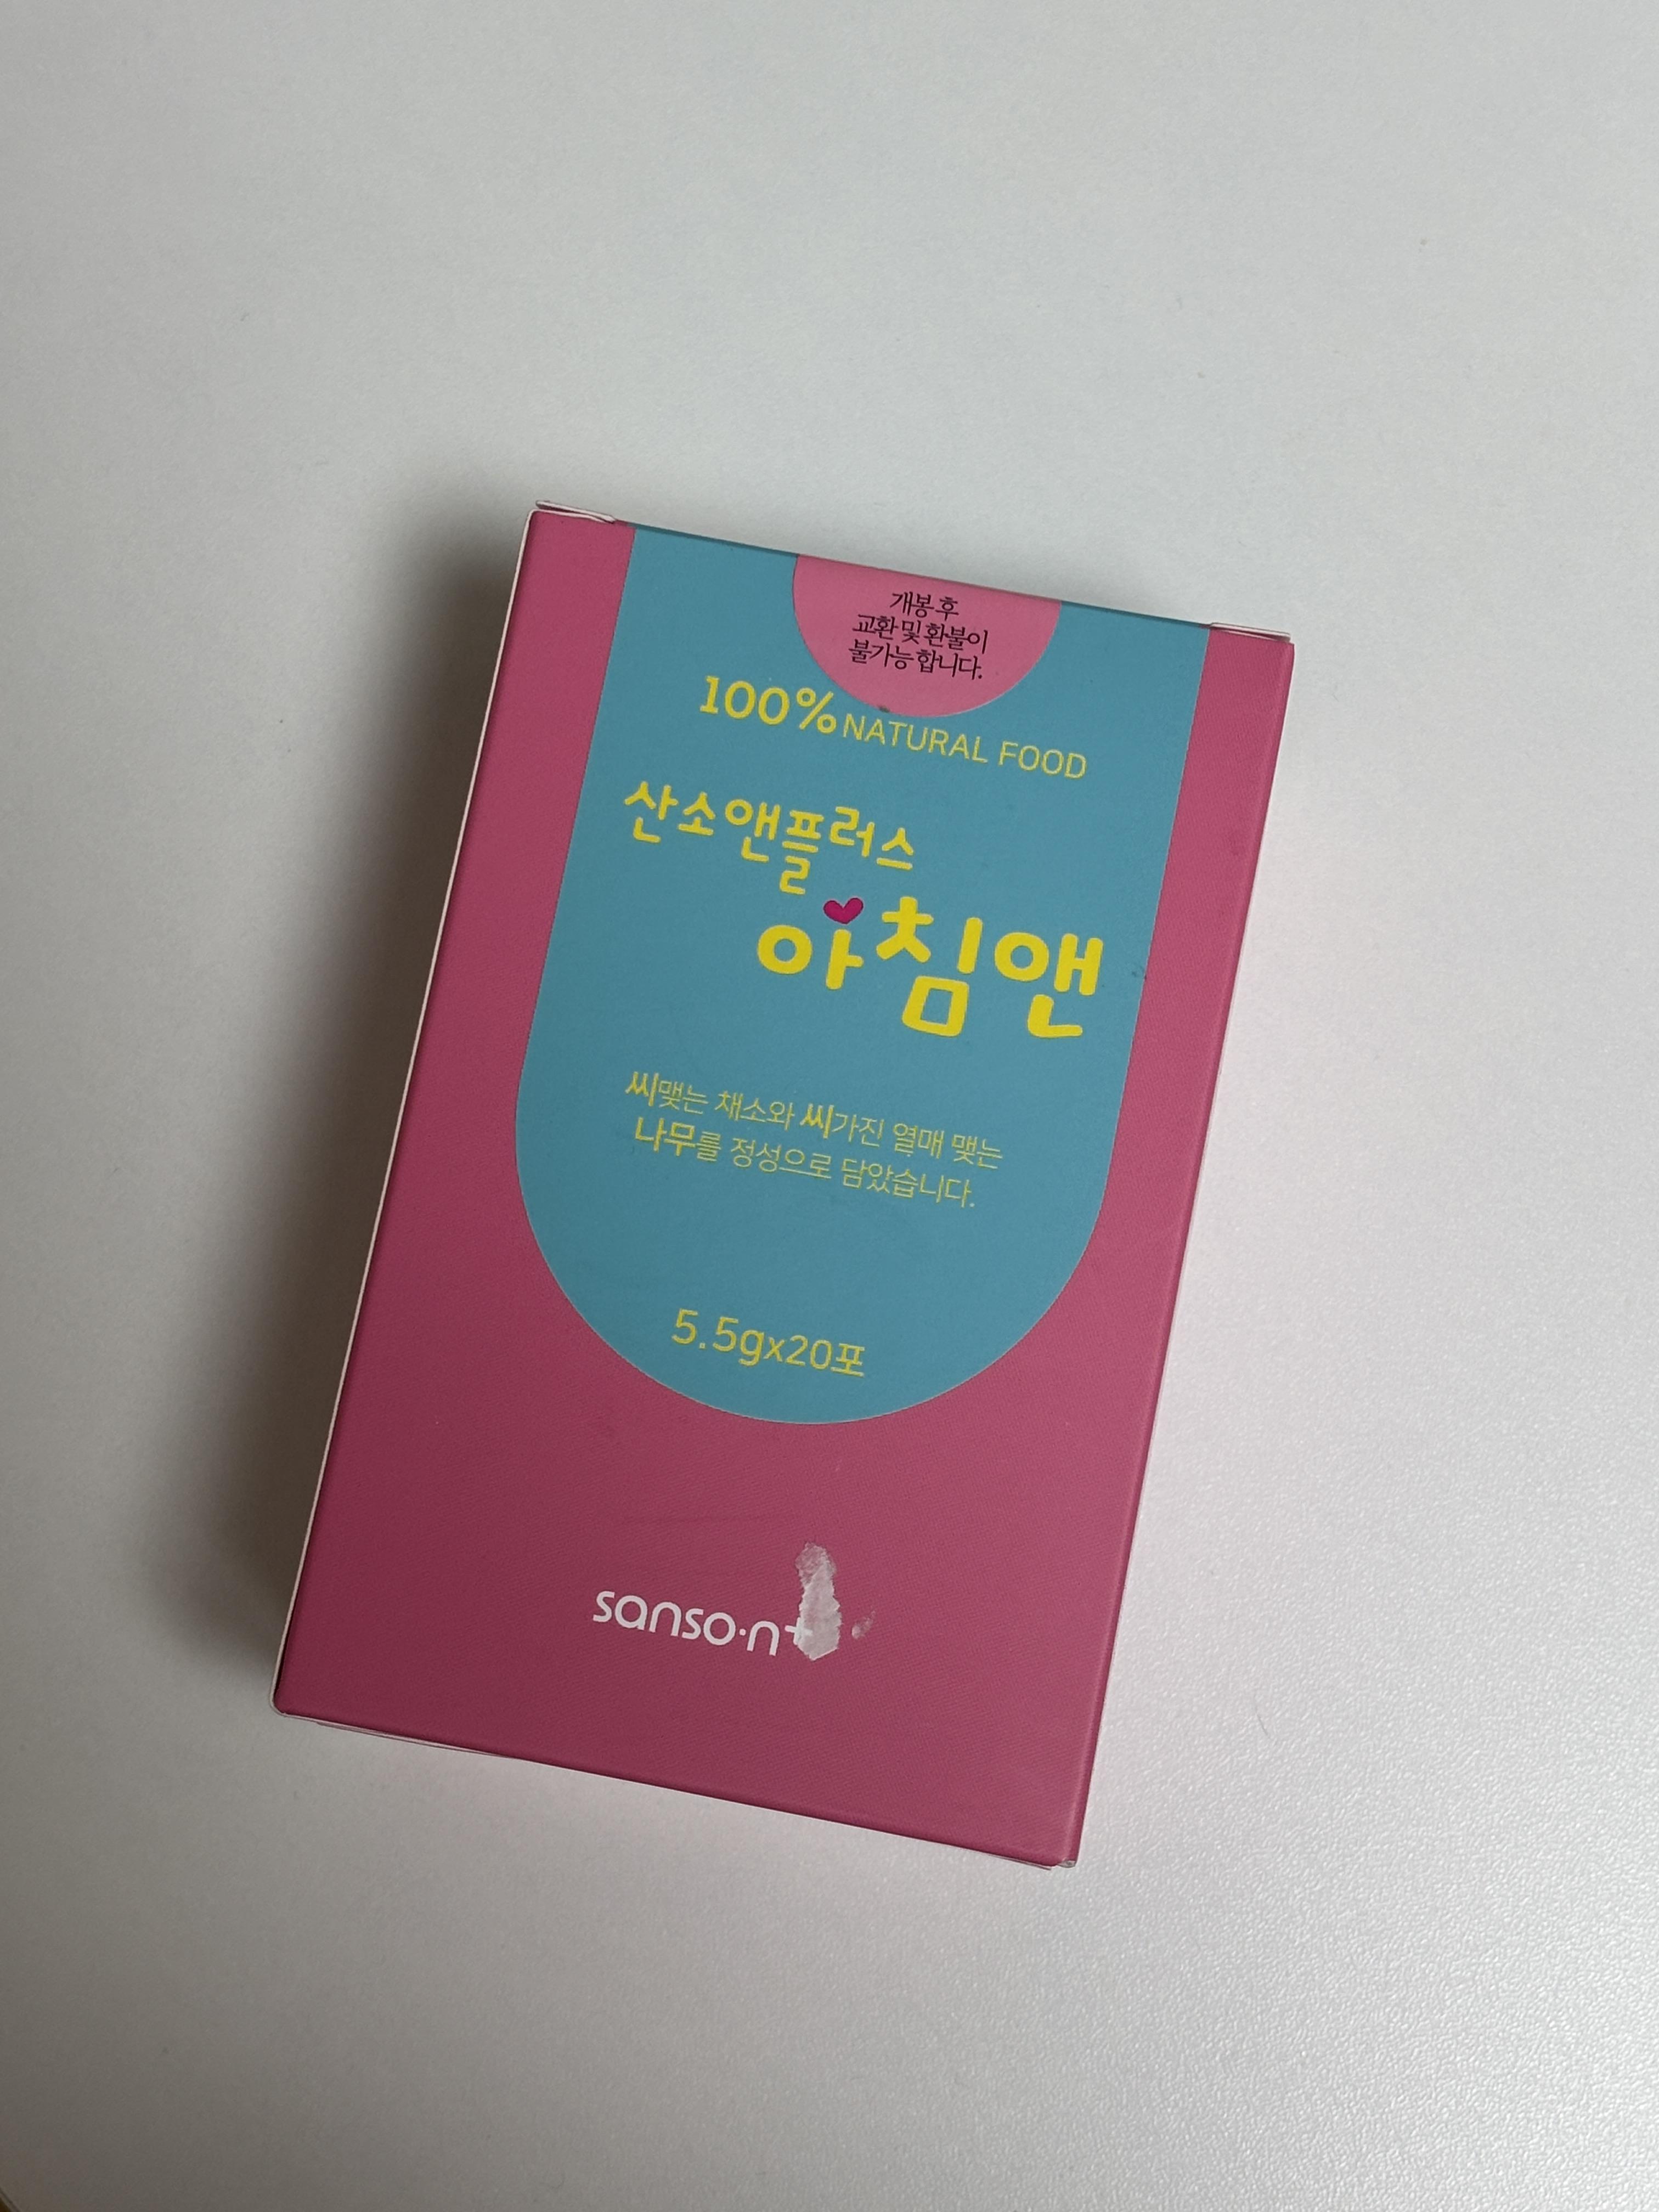 개봉 후
교환 및 환불이
불가능 합니다.
100% NATURAL FOOD
산소앤플러스
아침앤
씨맺는 채소와 씨가진 열매 맺는
나무를 정성으로 담았습니다.
5.5gx20포
sanso·n+